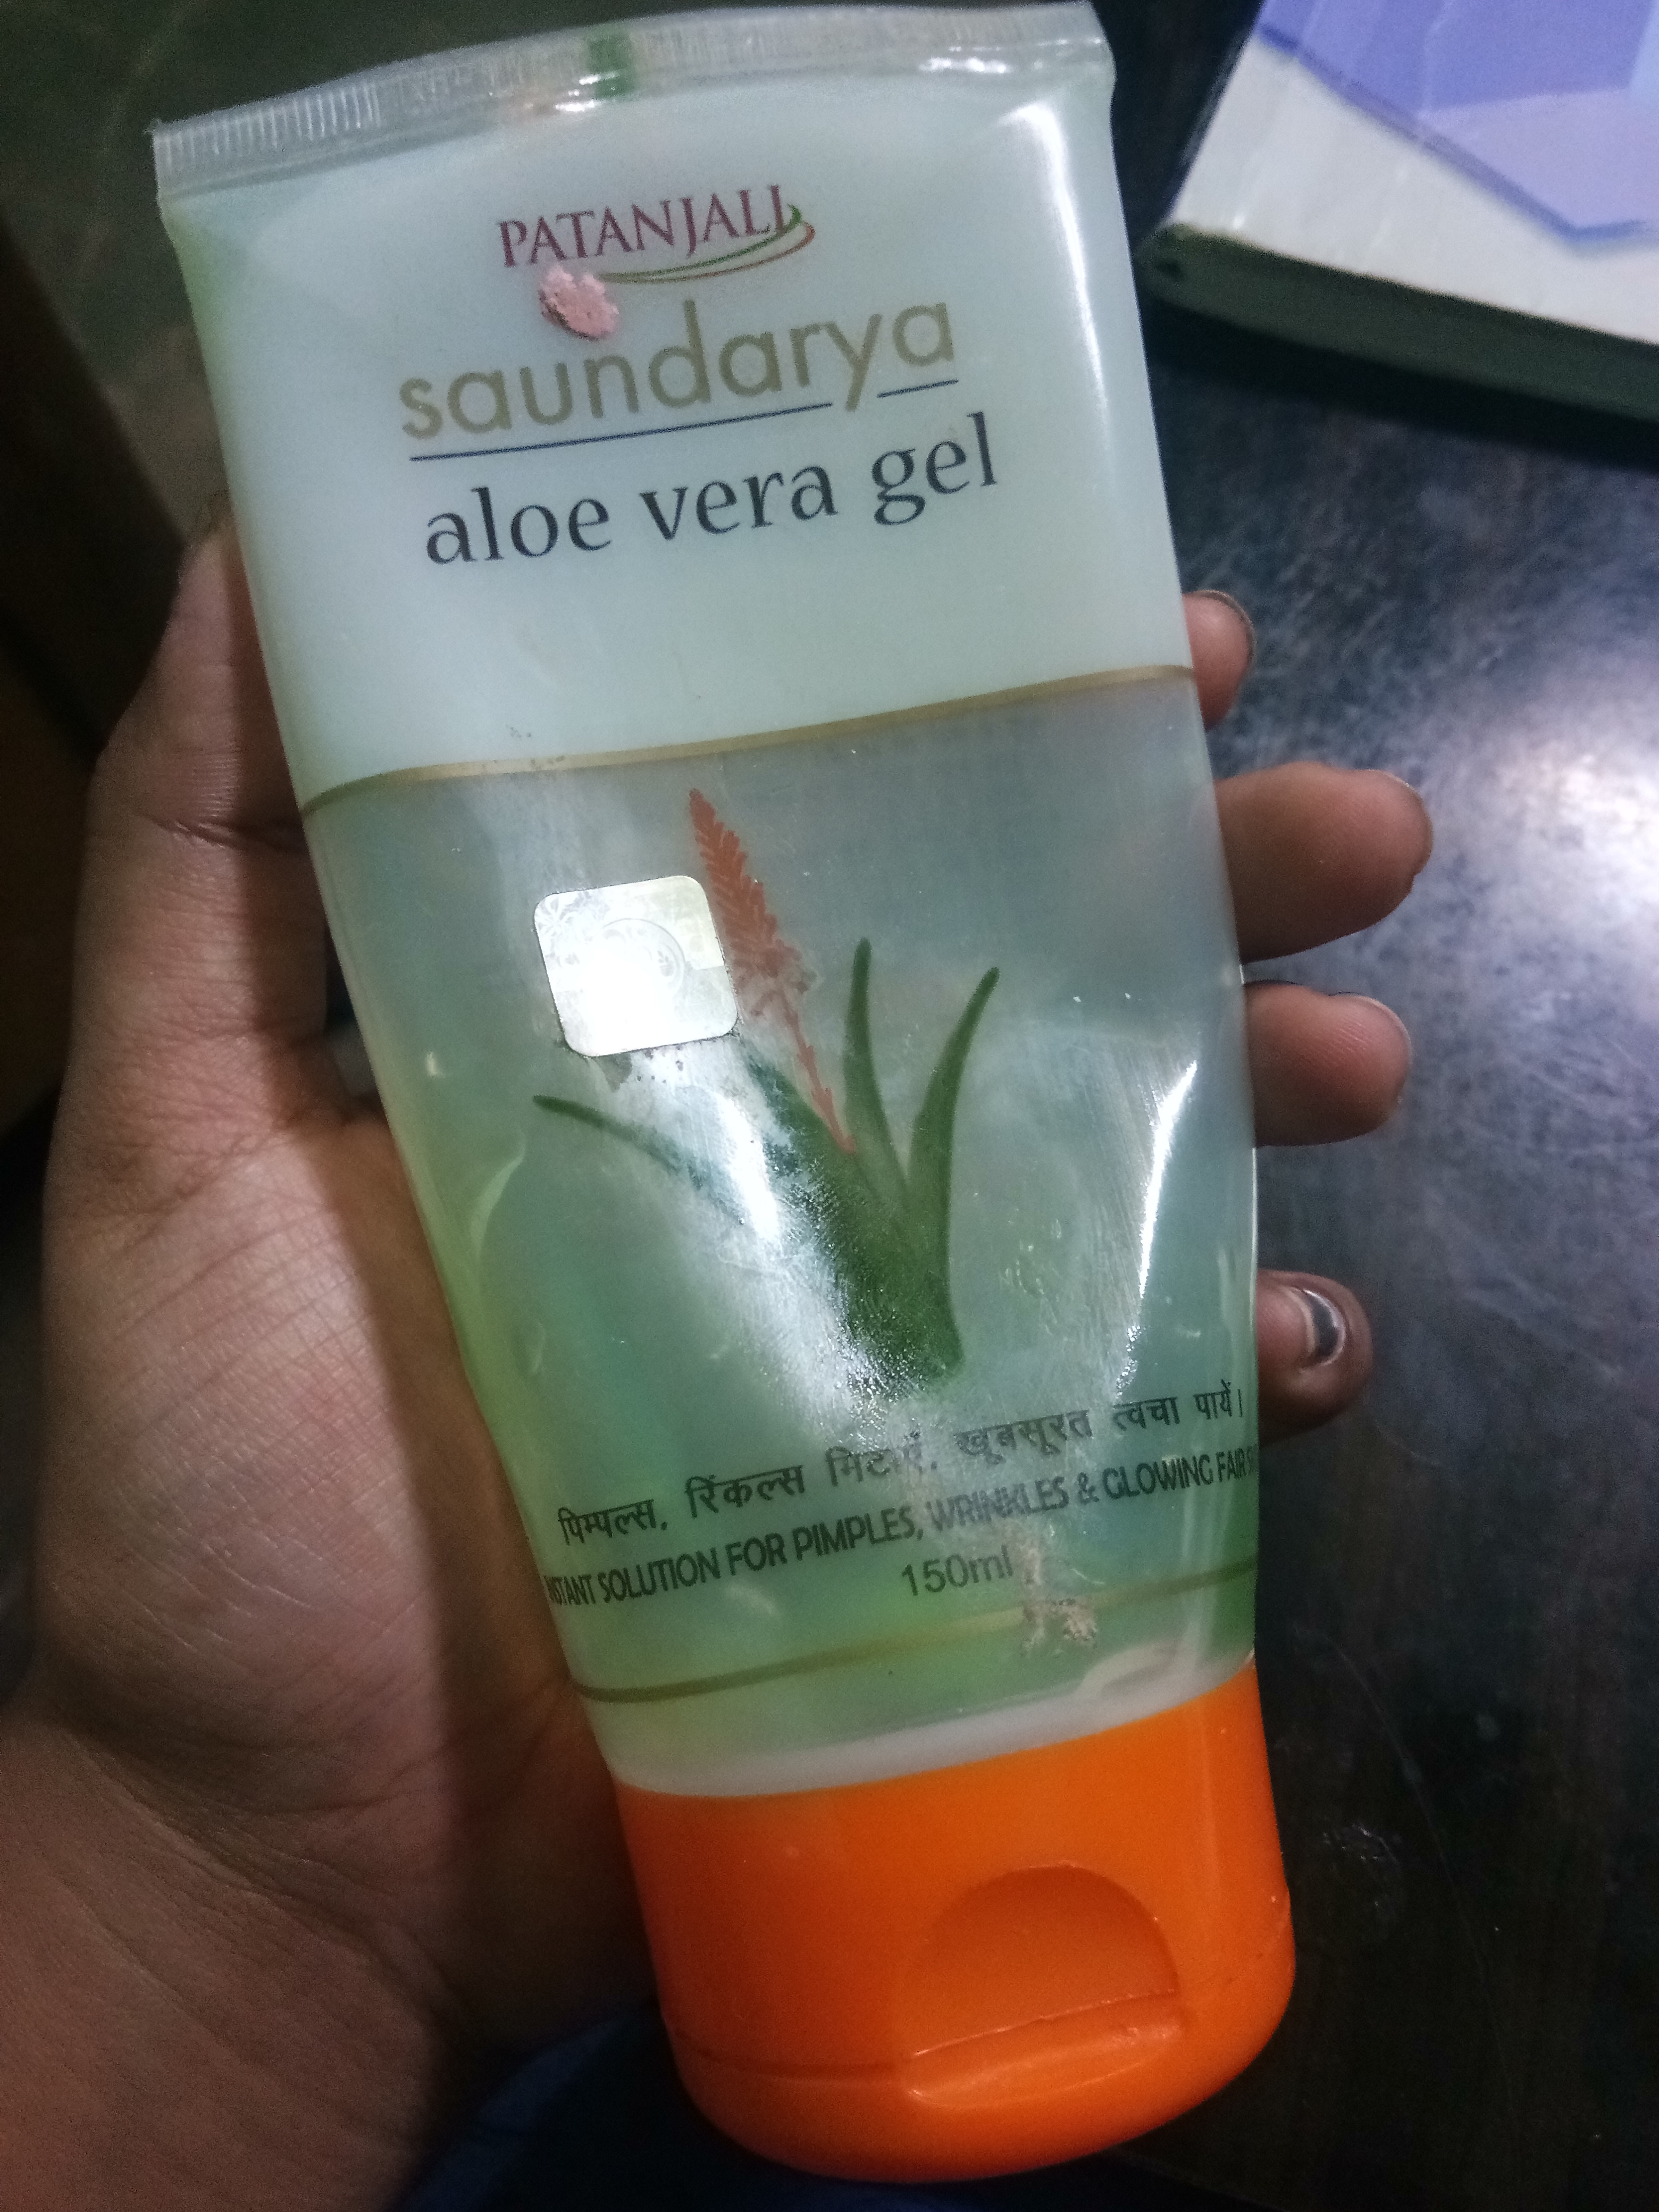 PATANJALI
saundarya
aloe vera gel
पिम्पल्स, रिंकल्स मिटाएँ, खूबसूरत त्वचा पायें।
SOLUTION FOR PIMPLES, WRINKLES & GLOWING FAIR
150ml